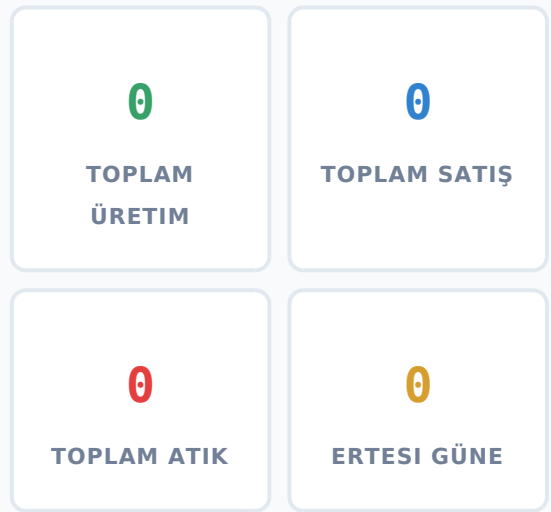 0
TOPLAM
ÜRETIM
0
TOPLAM SATIŞ
0
TOPLAM ATIK
0
ERTESI GÜNE